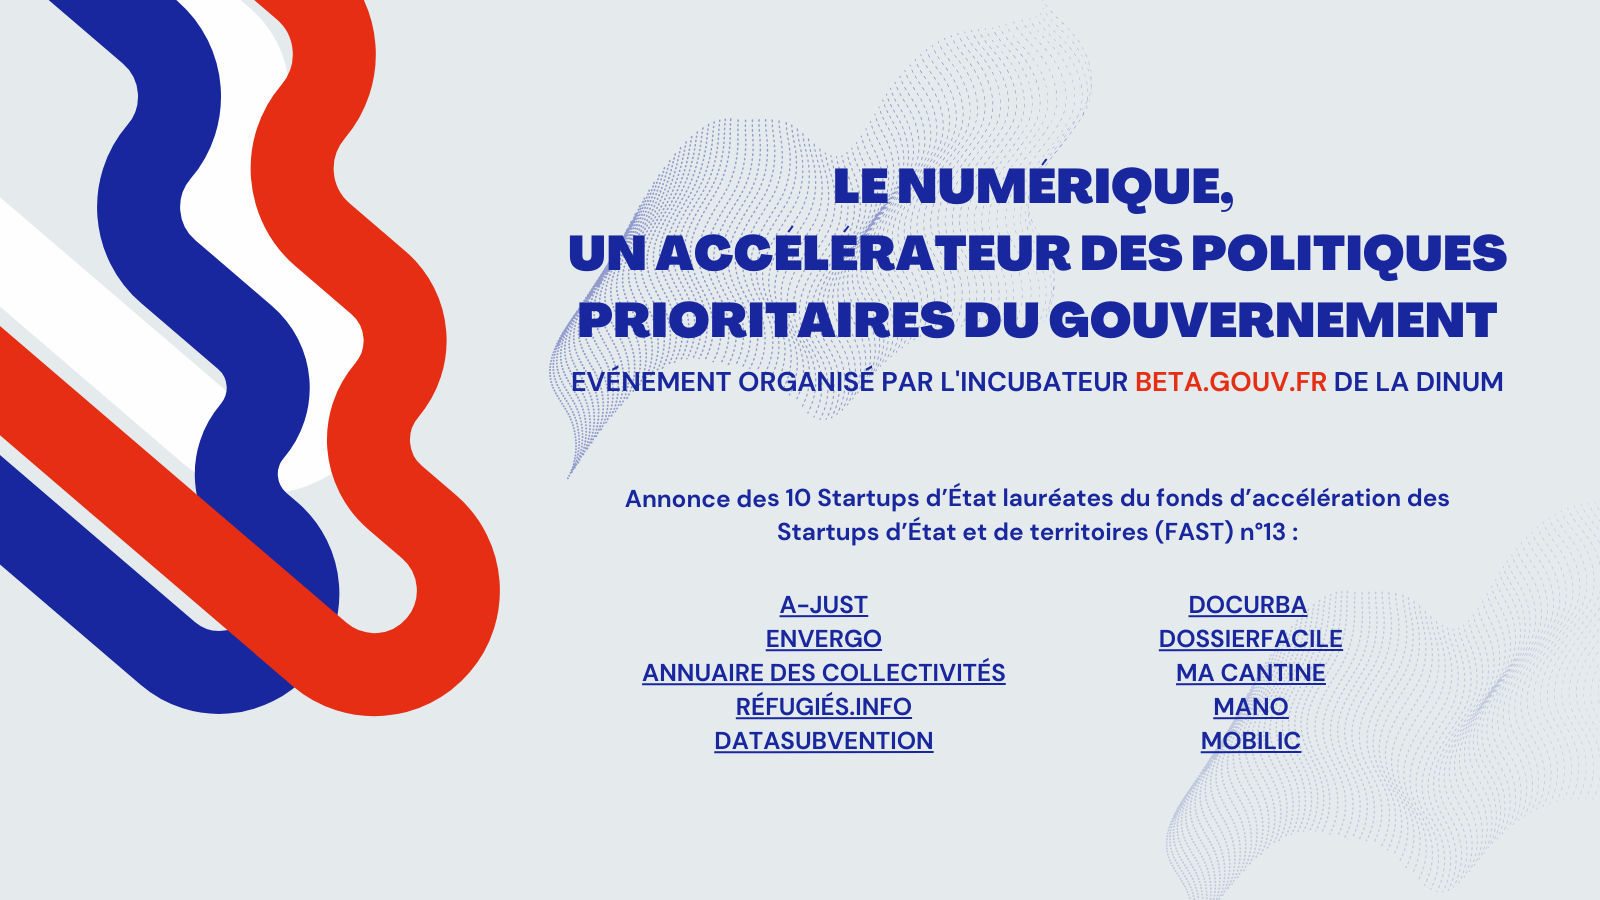 LE NUMÉRIQUE,
UN ACCÉLÉRATEUR DES POLITIQUES
PRIORITAIRES DU GOUVERNEMENT
EVÉNEMENT ORGANISÉ PAR L'INCUBATEUR BETA.GOUV.FR DE LA DINUM
Annonce des 10 Startups d’État lauréates du fonds d’accélération des
Startups d’État et de territoires (FAST) n°13 :
A-JUST
ENVERGO
ANNUAIRE DES COLLECTIVITÉS
RÉFUGIÉS.INFO
DATASUBVENTION
DOCURBA
DOSSIERFACILE
MA CANTINE
MANO
MOBILIC